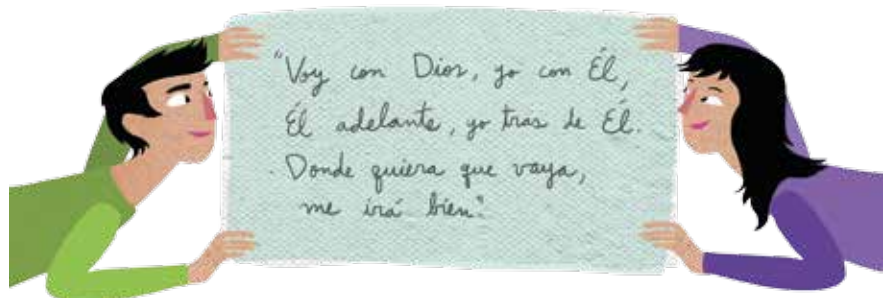 "Voy con Dios, yo con Él,
Él adelante, yo tras de Él.
Donde quiera que vaya,
me irá bien".